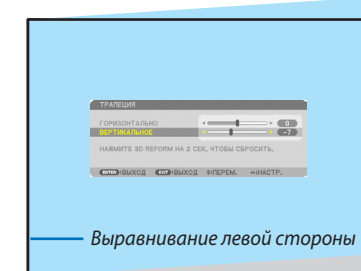 ТРАПЕЦИЯ
ГОРИЗОНТАЛЬНО 0
ВЕРТИКАЛЬНОЕ -7
НАЖМИТЕ 3D REFORM НА 2 СЕК, ЧТОБЫ СБРОСИТЬ.
ENTER :ВЫХОД EXIT :ВЫХОД ↕:ПЕРЕМ. ↔:НАСТР.
Выравнивание левой стороны